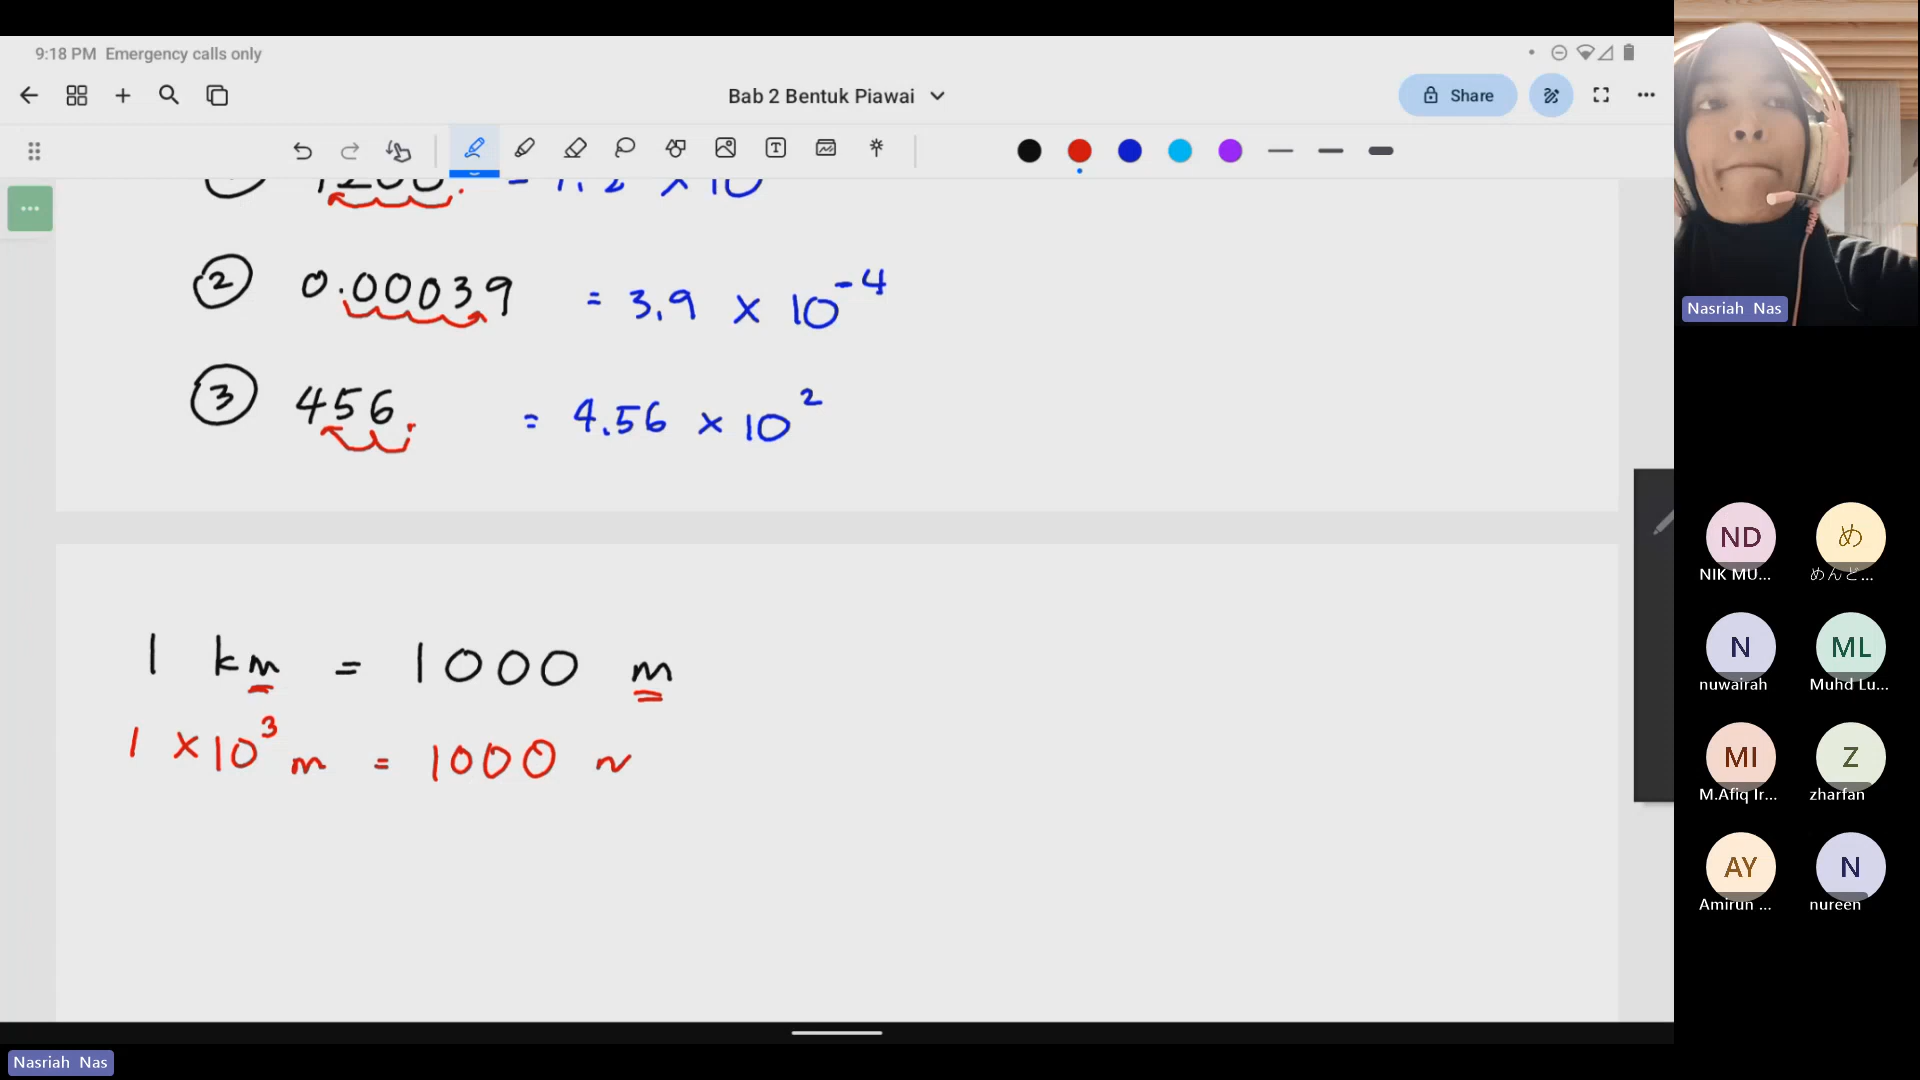 9:18 PM Emergency calls only
Bab 2 Bentuk Piawai
Share
② 0.00039 = 3.9 × 10⁻⁴
③ 456. = 4.56 × 10²
1 km = 1000 m
1 × 10³ m = 1000 m
Nasriah Nas
ND
め
NIK MU...
めんど...
N
ML
nuwairah
Muhd Lu...
MI
Z
M.Afiq Ir...
zharfan
AY
N
Amirun ...
nureen
Nasriah Nas